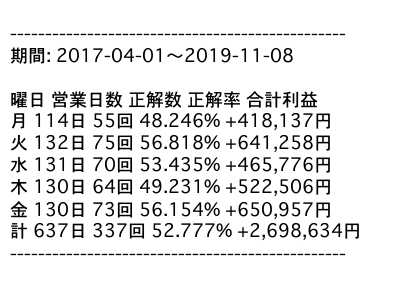 ------------------------------------------------
期間: 2017-04-01〜2019-11-08
曜日 営業日数 正解数 正解率 合計利益
月 114日 55回 48.246% +418,137円
火 132日 75回 56.818% +641,258円
水 131日 70回 53.435% +465,776円
木 130日 64回 49.231% +522,506円
金 130日 73回 56.154% +650,957円
計 637日 337回 52.777% +2,698,634円
------------------------------------------------